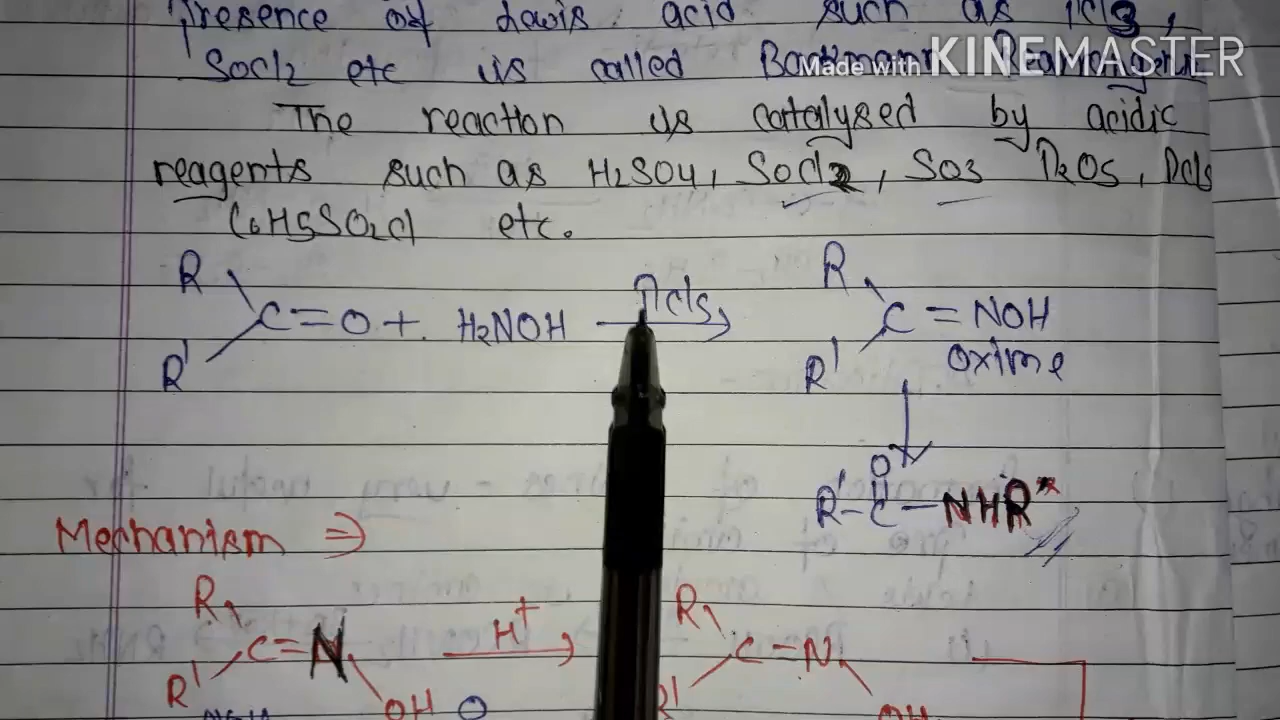 Presence of Lewis acid such as PCl3,
SOCl2 etc is called
Made with KINEMASTER
The reaction is catalysed by acidic
reagents such as H2SO4, SOCl2, SO3 P2O5, PCl5
C6H5SO2Cl etc.
R R
C=O + H2NOH PCl5 C=NOH
R' R' Oxime
O
R'-C-NHR
Mechanism ⇒
R R
C=N H+ C=N
R' OH R' OH